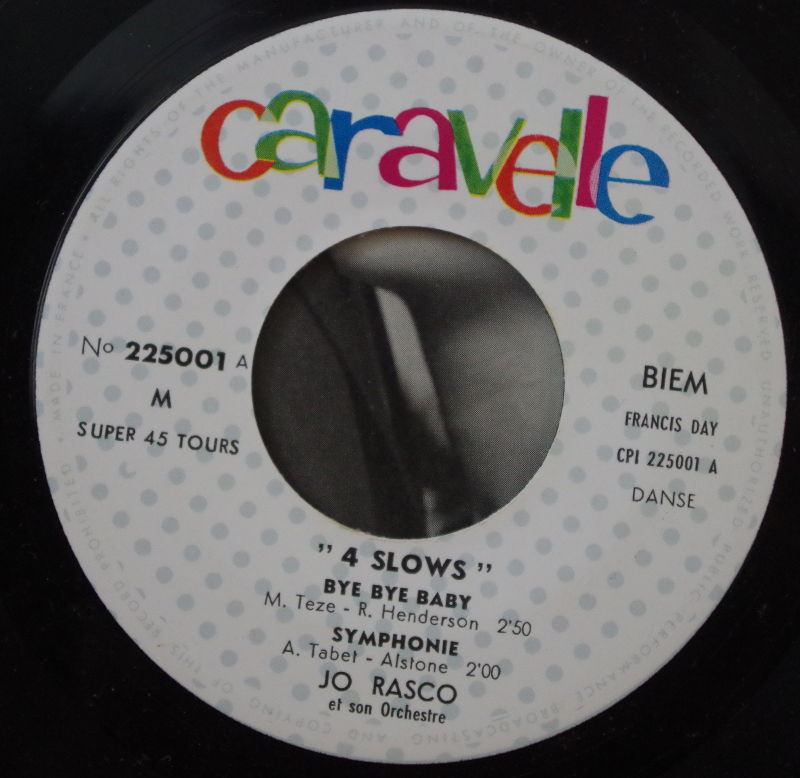 caravelle
No 225001 A
M
SUPER 45 TOURS
BIEM
FRANCIS DAY
CPI 225001 A
DANSE
" 4 SLOWS "
BYE BYE BABY
M. Teze - R. Henderson 2'50
SYMPHONIE
A. Tabet - Alstone 2'00
JO RASCO
et son Orchestre
• MADE IN FRANCE • ALL RIGHTS OF THE MANUFACTURER AND OF THE OWNER OF THE RECORDED WORK RESERVED UNAUTHORIZED PUBLIC PERFORMANCE BROADCASTING AND COPYING OF THIS RECORD PROHIBITED